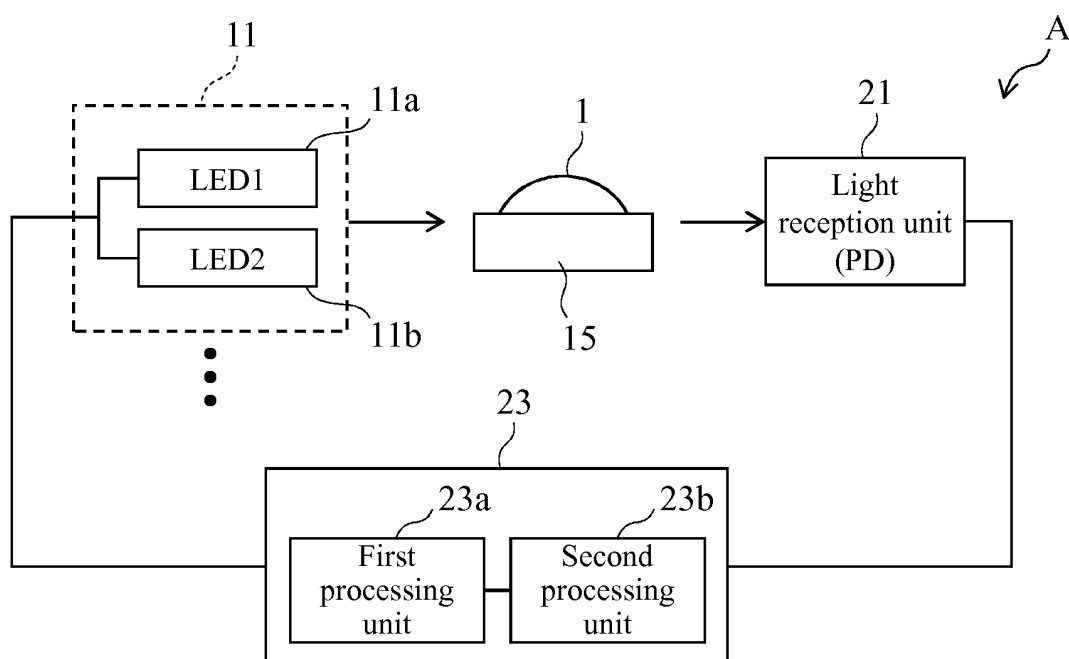 A
11
11a
LED1
LED2
11b
1
15
21
Light
reception unit
(PD)
23
23a
First
processing
unit
23b
Second
processing
unit